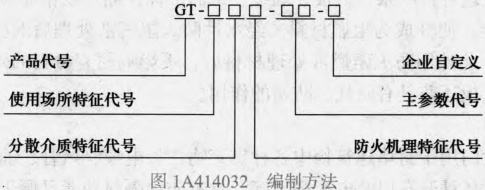 GT-□□□□□-□
产品代号
企业自定义
使用场所特征代号
主参数代号
分散介质特征代号
防火机理特征代号
图 1A414032 编制方法